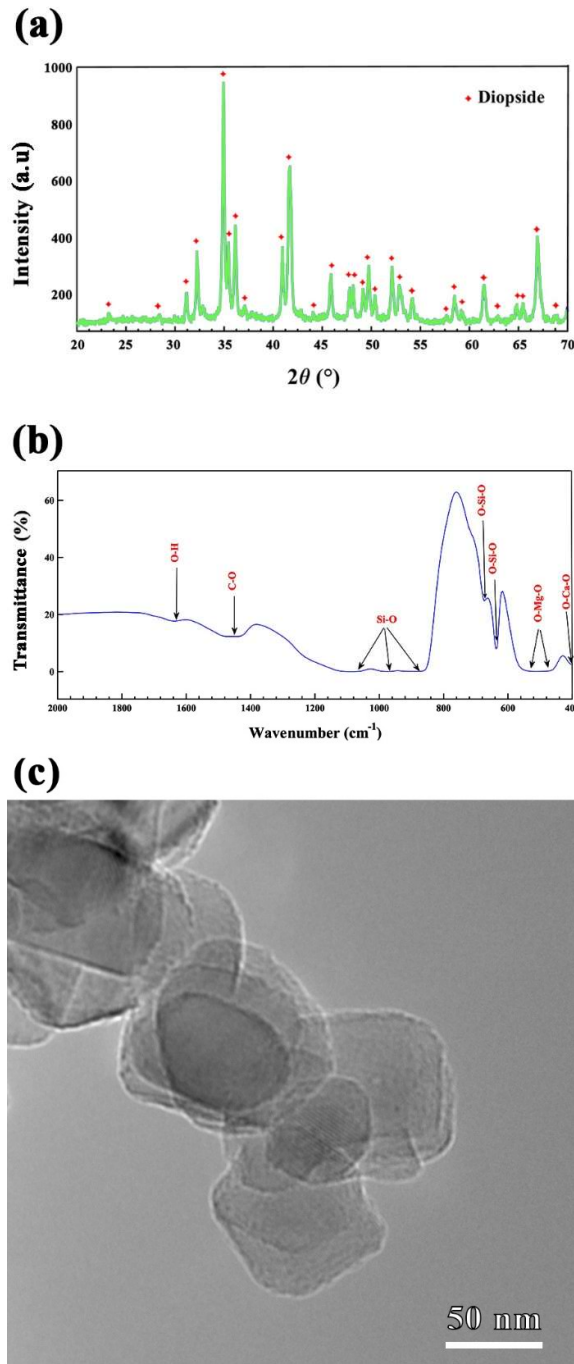 (a)
1000
800
600
400
200
Intensity (a.u)
Diopside
20 25 30 35 40 45 50 55 60 65 70
2θ (°)
(b)
60
40
20
0
Transmittance (%)
O-H
C-O
Si-O
O-Si-O
O-Si-O
O-Mg-O
O-Ca-O
2000 1800 1600 1400 1200 1000 800 600 40
Wavenumber (cm-1)
(c)
50 nm